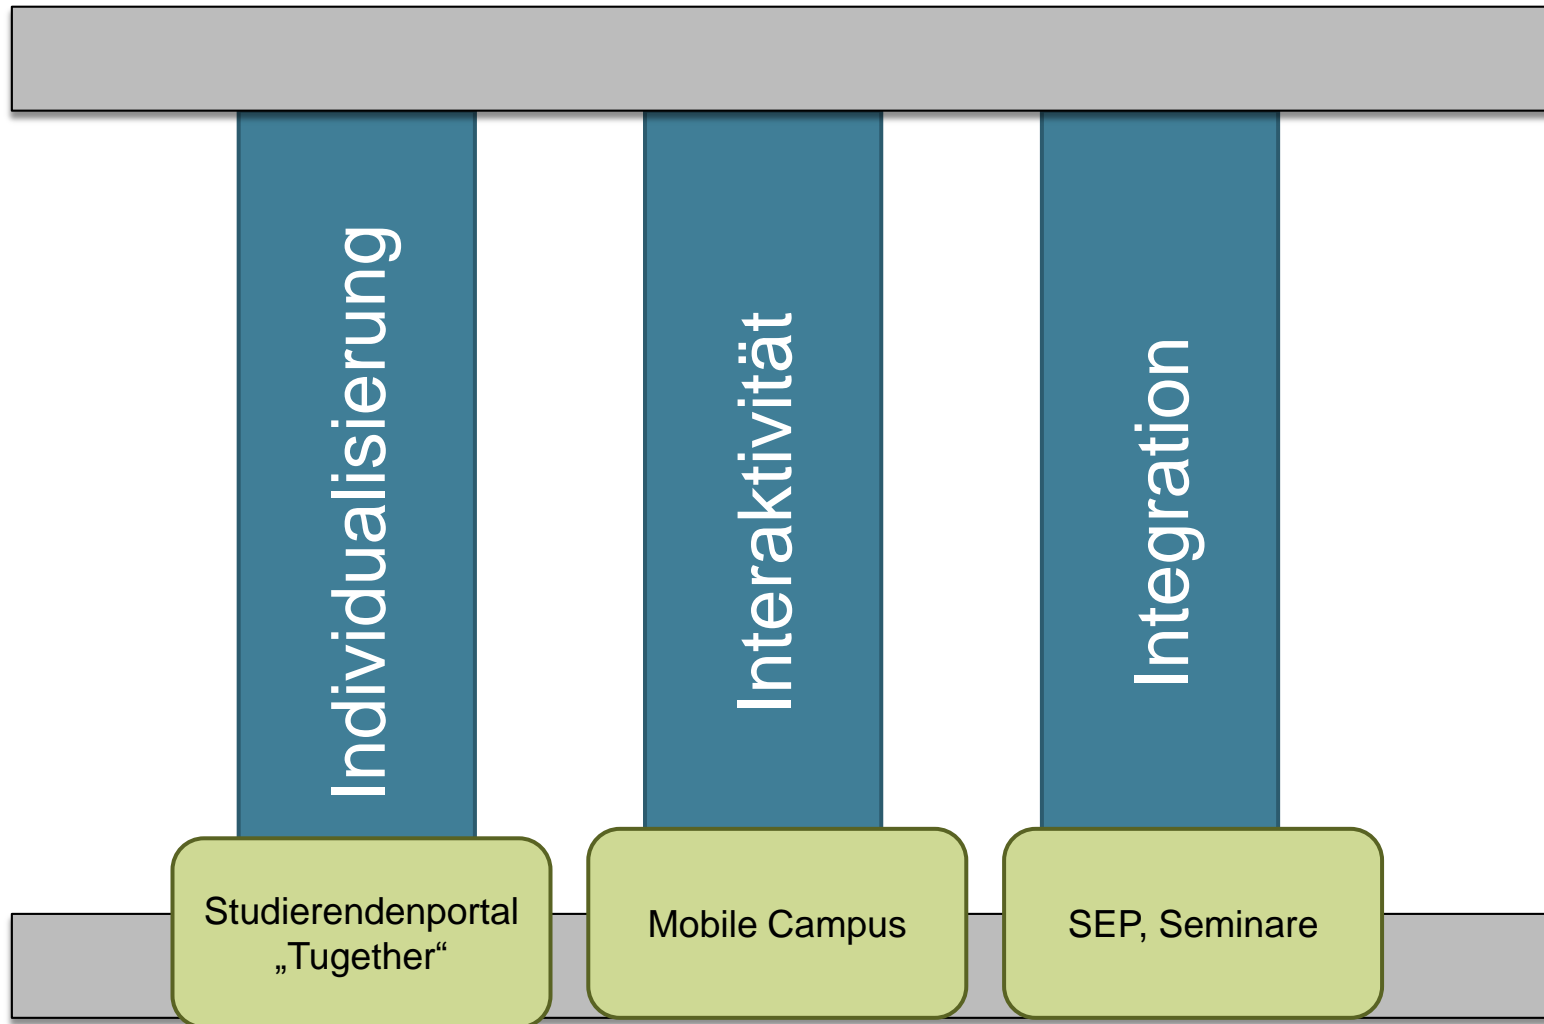 Individualisierung
Interaktivität
Integration
Studierendenportal
„Tugether“
Mobile Campus
SEP, Seminare